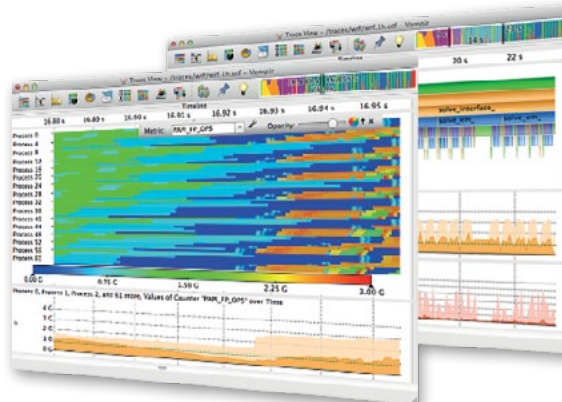 Trace View - /traces/wrf/wrf.1h.otf - Vampir
14 s
20 s 22 s
solve_interface_
solve_em_ solve_em_
Trace View - /traces/wrf/wrf.1h.otf - Vampir
Timeline
16.88 s 16.89 s 16.90 s 16.91 s 16.92 s 16.93 s 16.94 s 16.95 s
Metric: PAPI_FP_OPS Opacity:
Process 0
Process 4
Process 8
Process 12
Process 16
Process 20
Process 24
Process 28
Process 32
Process 36
Process 40
Process 44
Process 48
Process 52
Process 56
Process 60
0.00 G 0.75 G 1.50 G 2.25 G 3.00 G
Process 0, Process 1, Process 2, and 61 more, Values of Counter "PAPI_FP_OPS" over Time
4 G
3 G
2 G
1 G
0 G